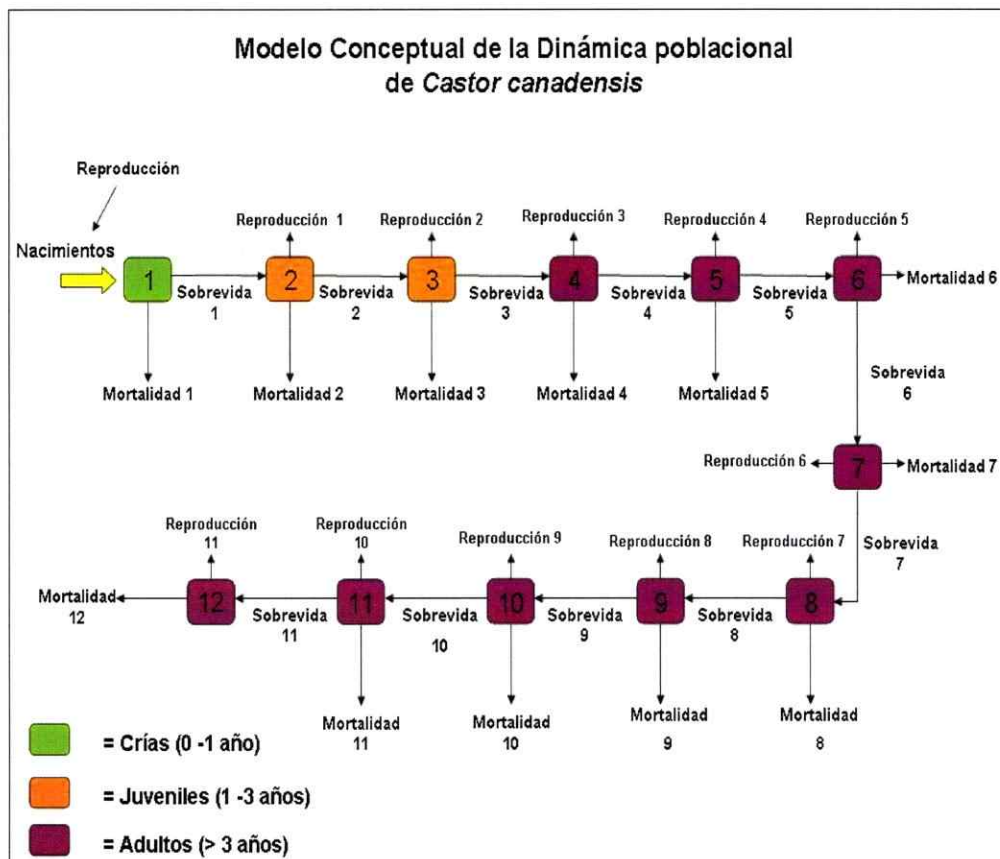 Modelo Conceptual de la Dinámica poblacional
de Castor canadensis
Reproducción
Nacimientos
Reproducción 1
Reproducción 2
Reproducción 3
Reproducción 4
Reproducción 5
1
2
3
4
5
6
Mortalidad 6
Sobrevida
1
Sobrevida
2
Sobrevida
3
Sobrevida
4
Sobrevida
5
Mortalidad 1
Mortalidad 2
Mortalidad 3
Mortalidad 4
Mortalidad 5
Sobrevida
6
Reproducción 6
7
Mortalidad 7
Reproducción
11
Reproducción
10
Reproducción 9
Reproducción 8
Reproducción 7
Sobrevida
7
Mortalidad
12
12
11
10
9
8
Sobrevida
11
Sobrevida
10
Sobrevida
9
Sobrevida
8
Mortalidad
11
Mortalidad
10
Mortalidad
9
Mortalidad
8
= Crías (0 -1 año)
= Juveniles (1 -3 años)
= Adultos (> 3 años)